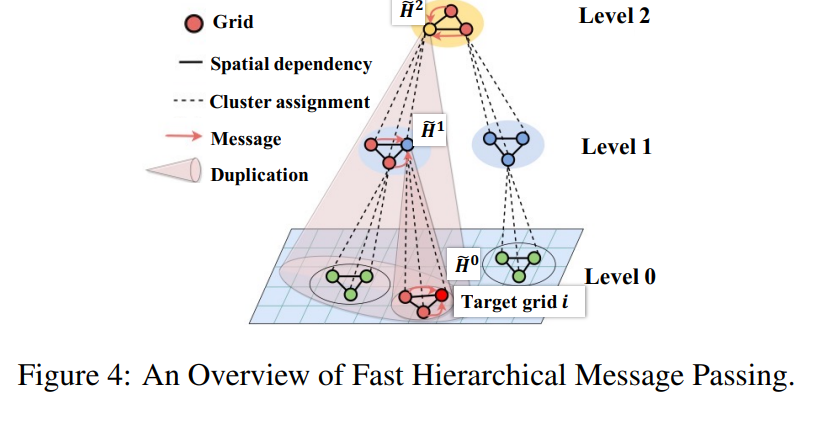 H̃²
Level 2
Grid
Spatial dependency
Cluster assignment
Message
Duplication
H̃¹
Level 1
H̃⁰
Level 0
Target grid i
Figure 4: An Overview of Fast Hierarchical Message Passing.